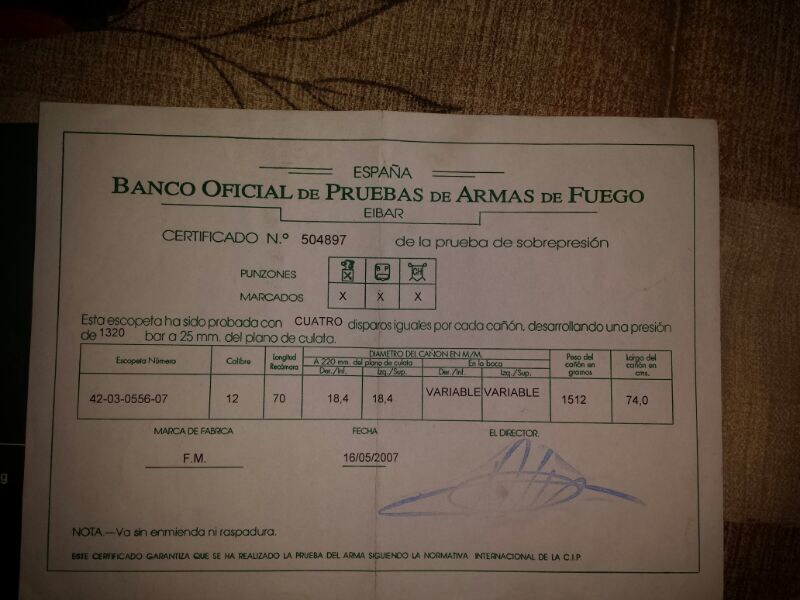 ESPAÑA
BANCO OFICIAL DE PRUEBAS DE ARMAS DE FUEGO
EIBAR
CERTIFICADO N.º 504897 de la prueba de sobrepresión
PUNZONES
CH
MARCADOS X X X
Esta escopeta ha sido probada con CUATRO disparos iguales por cada cañón, desarrollando una presión
de 1320 bar a 25 mm. del plano de culata.
DIAMETRO DEL CAÑON EN M/M.
Escopeta Número Calibre Longitud Recámara A 220 mm. del plano de culata En la boca Peso del cañón en gramos Largo del cañón en cms.
Der./Inf. Izq./Sup. Der./Inf. Izq./Sup.
42-03-0556-07 12 70 18,4 18,4 VARIABLE VARIABLE 1512 74,0
MARCA DE FABRICA FECHA EL DIRECTOR,
F.M. 16/05/2007
NOTA.—Va sin enmienda ni raspadura.
ESTE CERTIFICADO GARANTIZA QUE SE HA REALIZADO LA PRUEBA DEL ARMA SIGUIENDO LA NORMATIVA INTERNACIONAL DE LA C.I.P.